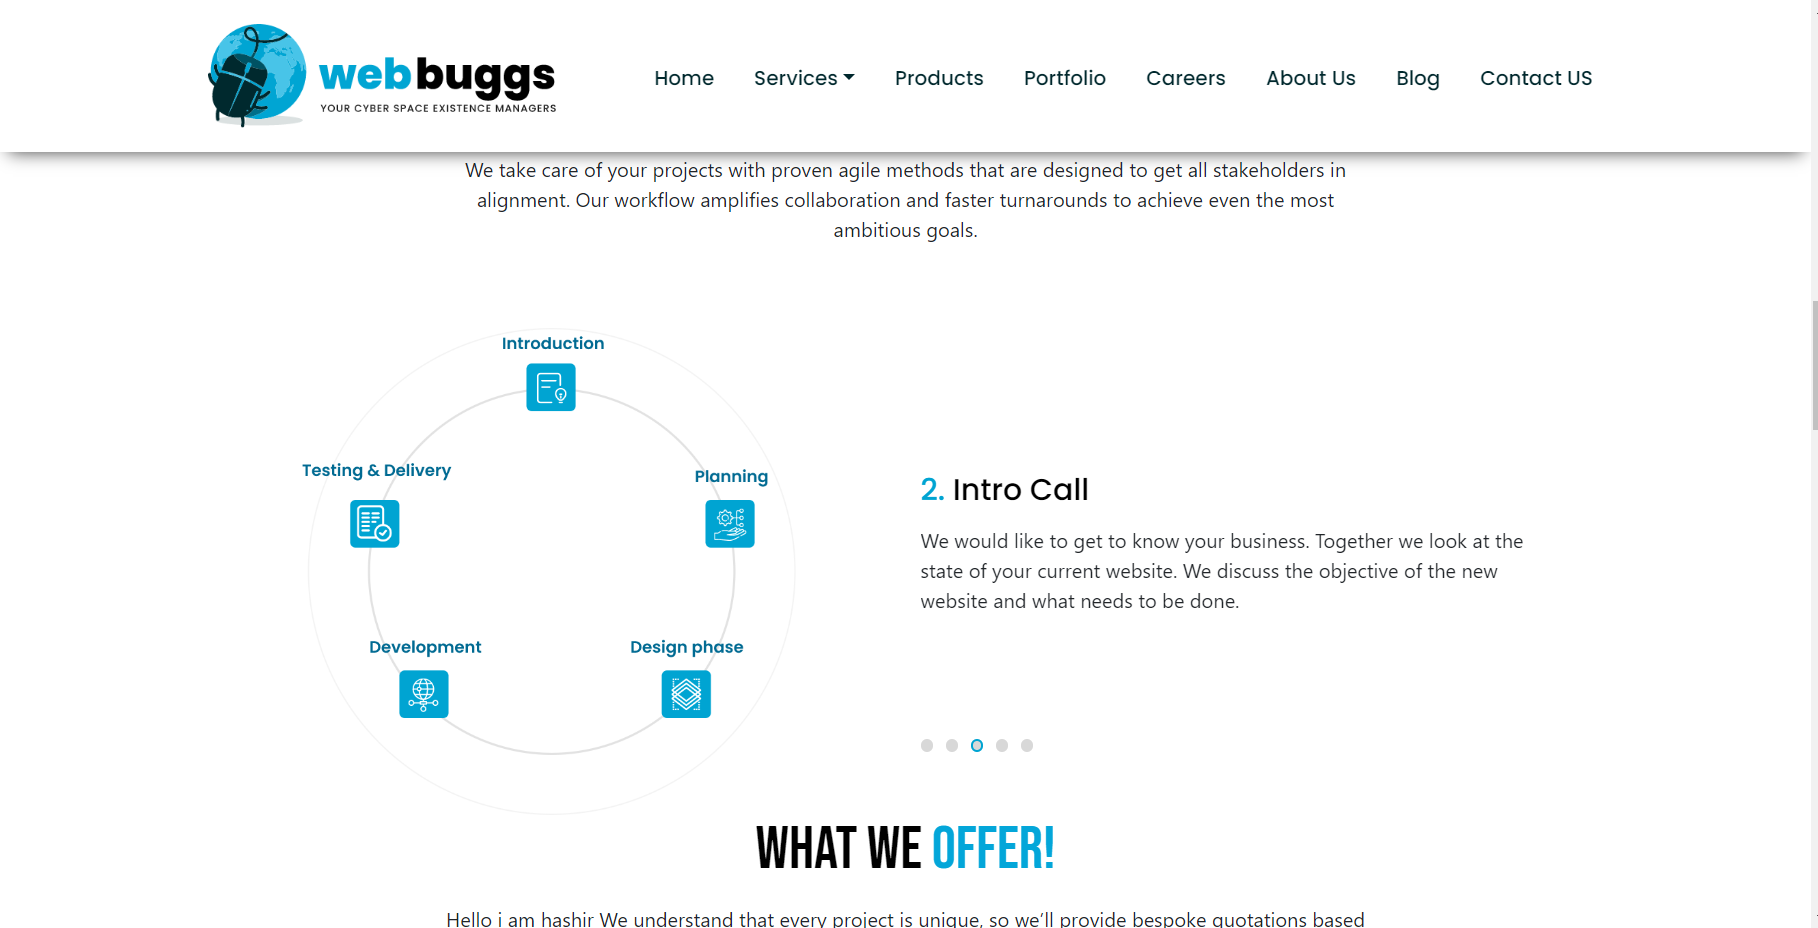 webbuggs
YOUR CYBER SPACE EXISTENCE MANAGERS
Home Services Products Portfolio Careers About Us Blog Contact US
We take care of your projects with proven agile methods that are designed to get all stakeholders in
alignment. Our workflow amplifies collaboration and faster turnarounds to achieve even the most
ambitious goals.
Introduction
Testing & Delivery
Planning
Development
Design phase
2. Intro Call
We would like to get to know your business. Together we look at the
state of your current website. We discuss the objective of the new
website and what needs to be done.
WHAT WE OFFER!
Hello i am hashir We understand that every project is unique, so we’ll provide bespoke quotations based